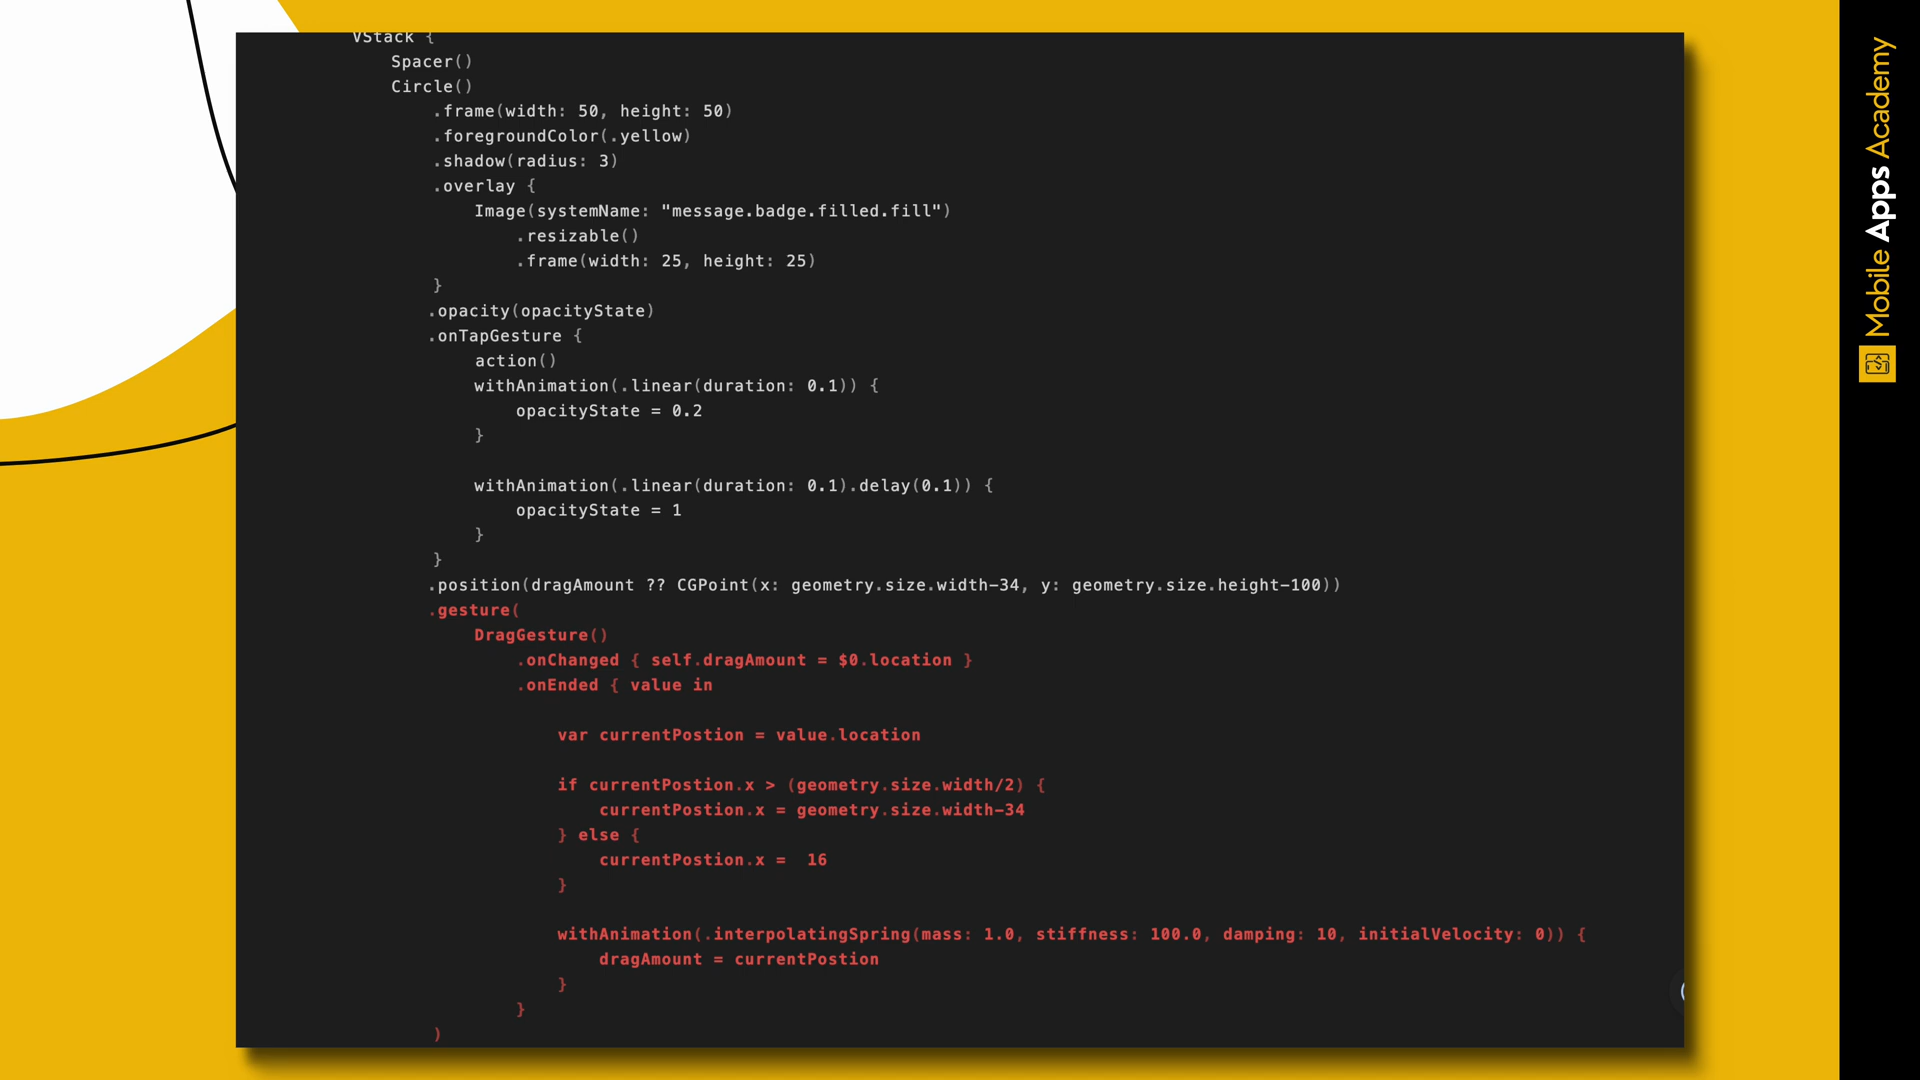 VStack {
Spacer()
Circle()
.frame(width: 50, height: 50)
.foregroundColor(.yellow)
.shadow(radius: 3)
.overlay {
Image(systemName: "message.badge.filled.fill")
.resizable()
.frame(width: 25, height: 25)
}
.opacity(opacityState)
.onTapGesture {
action()
withAnimation(.linear(duration: 0.1)) {
opacityState = 0.2
}
withAnimation(.linear(duration: 0.1).delay(0.1)) {
opacityState = 1
}
}
.position(dragAmount ?? CGPoint(x: geometry.size.width-34, y: geometry.size.height-100))
.gesture(
DragGesture()
.onChanged { self.dragAmount = $0.location }
.onEnded { value in
var currentPostion = value.location
if currentPostion.x > (geometry.size.width/2) {
currentPostion.x = geometry.size.width-34
} else {
currentPostion.x =  16
}
withAnimation(.interpolatingSpring(mass: 1.0, stiffness: 100.0, damping: 10, initialVelocity: 0)) {
dragAmount = currentPostion
}
}
)
Mobile Apps Academy